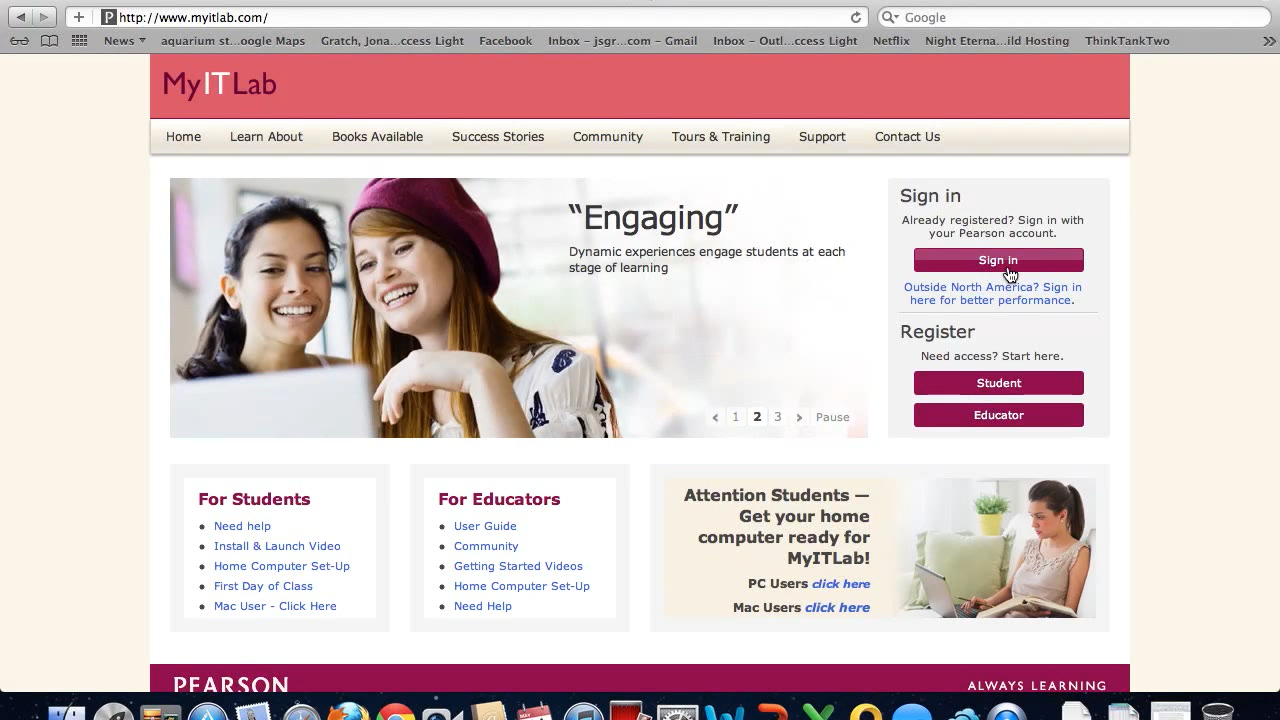 http://www.myitlab.com/
Google
News
aquarium st...oogle Maps
Gratch, Jona...ccess Light
Facebook
Inbox – jsgr...com – Gmail
Inbox – Outl...ccess Light
Netflix
Night Eterna...ild Hosting
ThinkTankTwo
MyITLab
Home Learn About Books Available Success Stories Community Tours & Training Support Contact Us
“Engaging”
Dynamic experiences engage students at each
stage of learning
1 2 3 Pause
Sign in
Already registered? Sign in with
your Pearson account.
Sign in
Outside North America? Sign in
here for better performance.
Register
Need access? Start here.
Student
Educator
For Students
Need help
Install & Launch Video
Home Computer Set-Up
First Day of Class
Mac User - Click Here
For Educators
User Guide
Community
Getting Started Videos
Home Computer Set-Up
Need Help
Attention Students —
Get your home
computer ready for
MyITLab!
PC Users click here
Mac Users click here
PEARSON
ALWAYS LEARNING
MAY